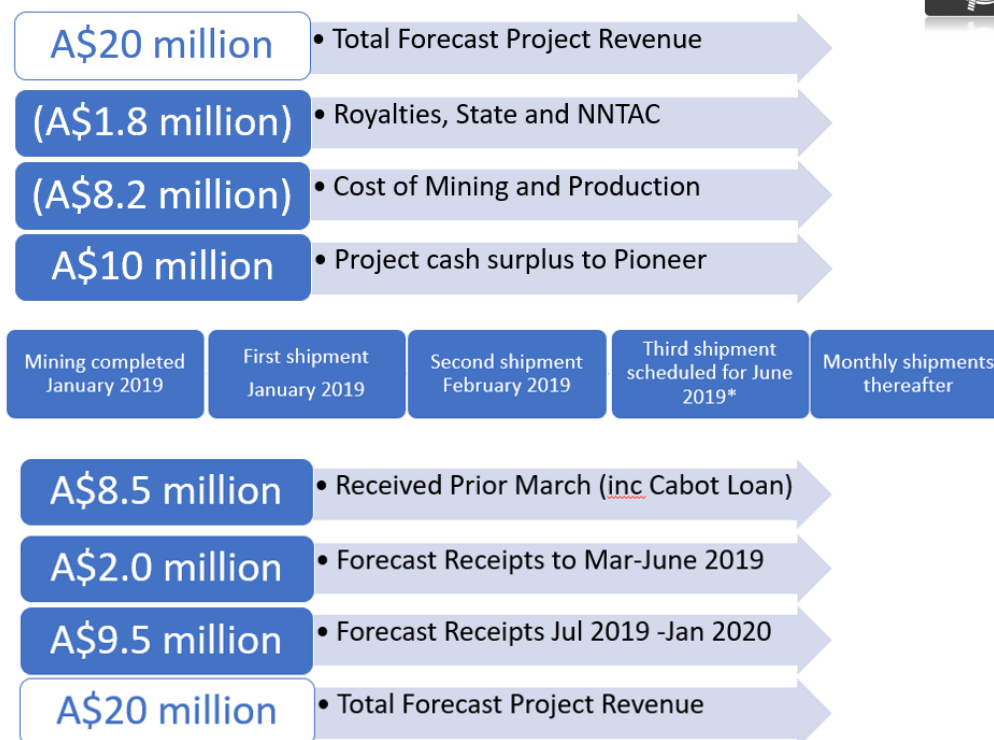 A$20 million
• Total Forecast Project Revenue
(A$1.8 million)
• Royalties, State and NNTAC
(A$8.2 million)
• Cost of Mining and Production
A$10 million
• Project cash surplus to Pioneer
Mining completed
January 2019
First shipment
January 2019
Second shipment
February 2019
Third shipment
scheduled for June
2019*
Monthly shipments
thereafter
A$8.5 million
• Received Prior March (inc Cabot Loan)
A$2.0 million
• Forecast Receipts to Mar-June 2019
A$9.5 million
• Forecast Receipts Jul 2019 -Jan 2020
A$20 million
• Total Forecast Project Revenue